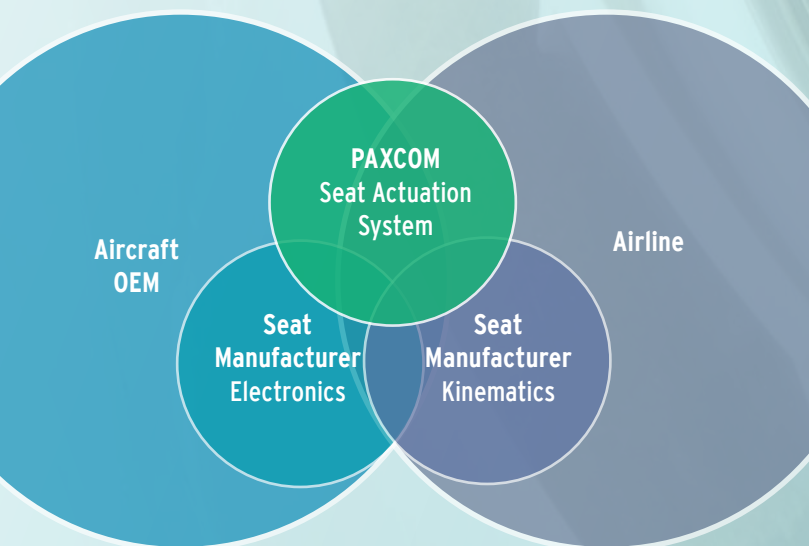 PAXCOM
Seat Actuation
System
Aircraft
OEM
Airline
Seat
Manufacturer
Electronics
Seat
Manufacturer
Kinematics